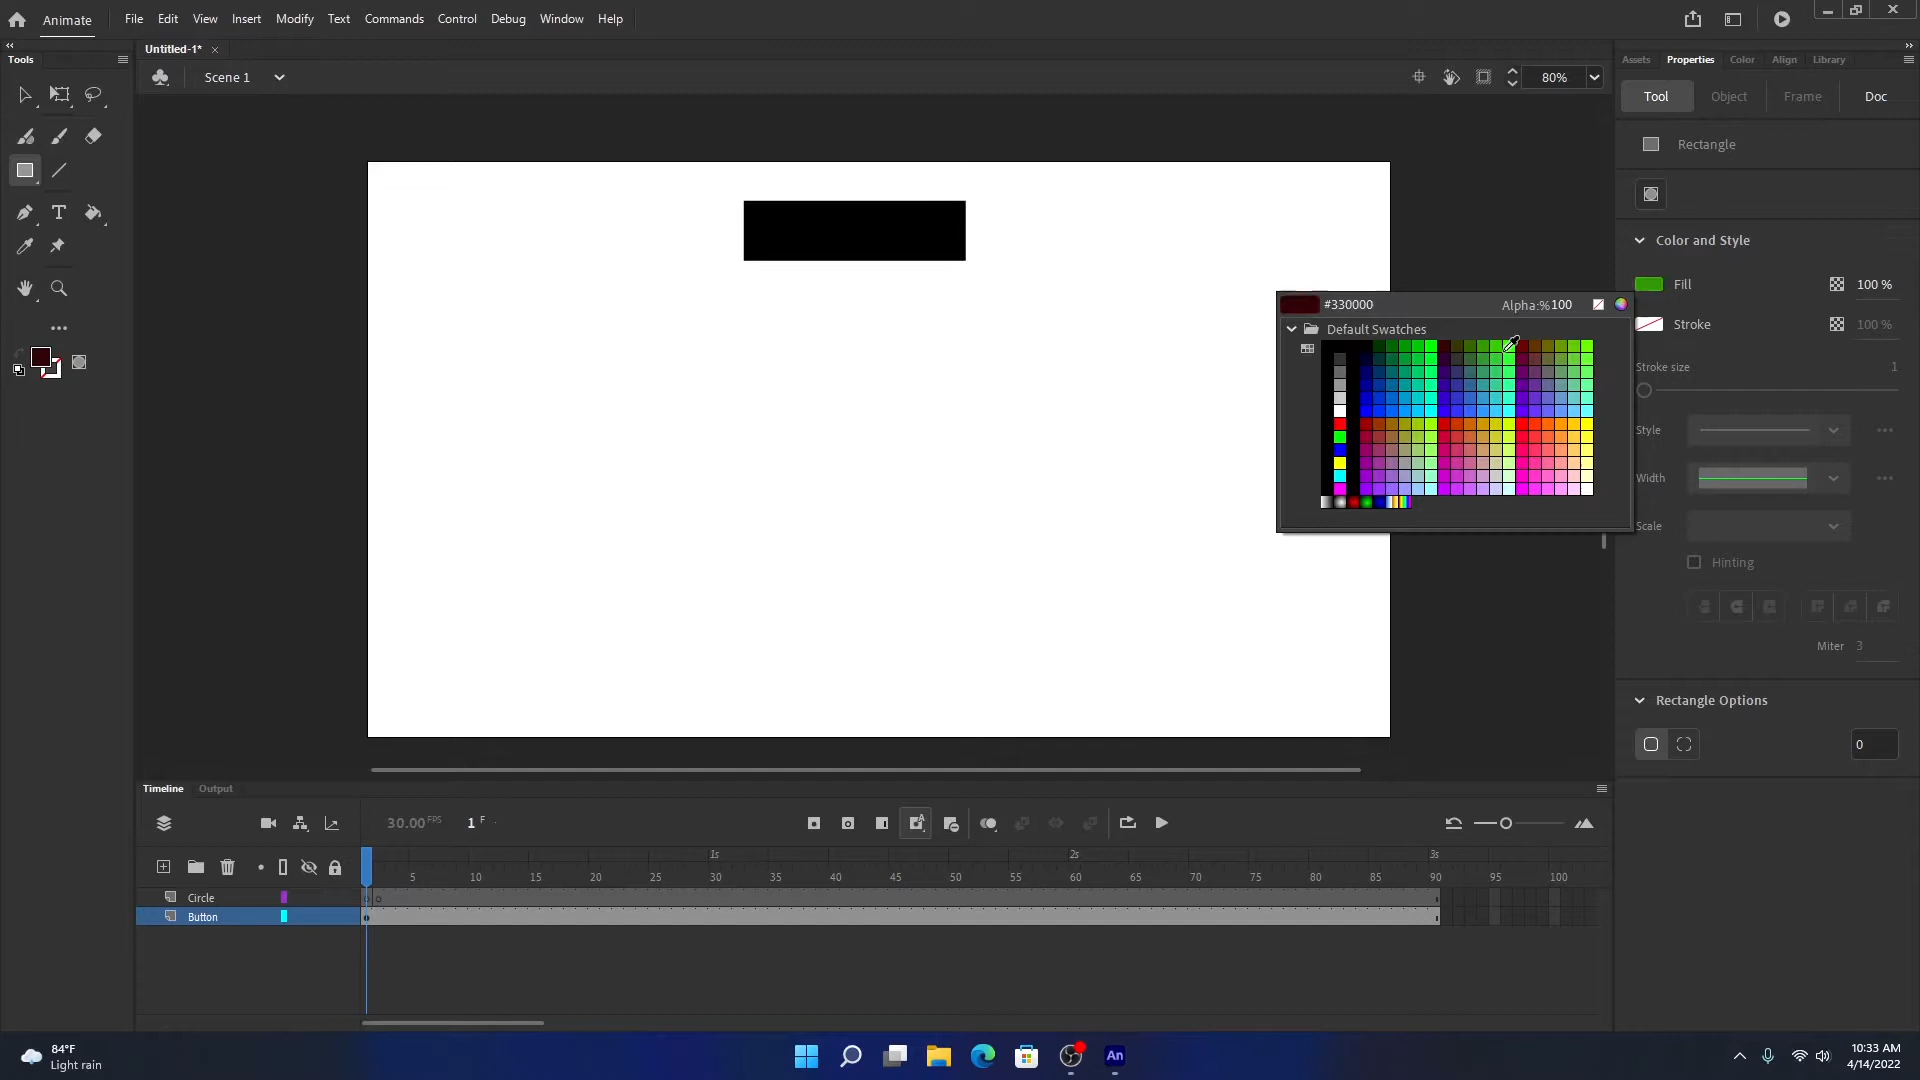 Animate File Edit View Insert Modify Text Commands Control Debug Window Help
Untitled-1*
Tools
Assets Properties Color Align Library
Scene 1
80%
Tool Object Frame Doc
Rectangle
Color and Style
Fill 100 %
#330000 Alpha:%100
Stroke 100 %
Default Swatches
Stroke size 1
Style
Width
Scale
Hinting
Miter 3
Rectangle Options
0
Timeline Output
30.00 FPS 1 F
1s 2s 3s
5 10 15 20 25 30 35 40 45 50 55 60 65 70 75 80 85 90 95 100
Circle
Button
84°F
Light rain
An
10:33 AM
4/14/2022